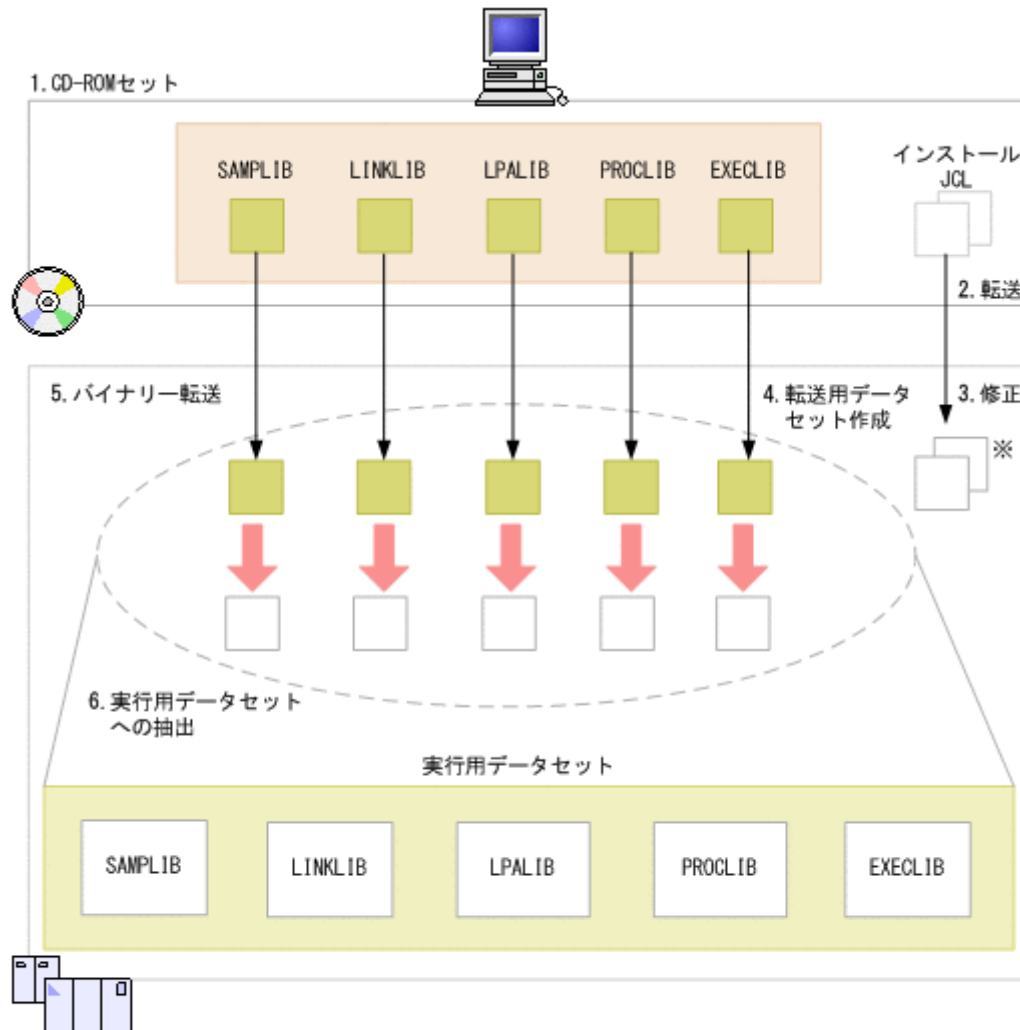 1.CD-ROMセット
SAMPLIB
LINKLIB
LPALIB
PROCLIB
EXECLIB
インストール
JCL
2.転送
5.バイナリー転送
4.転送用データ
セット作成
3.修正
※
6.実行用データセット
への抽出
実行用データセット
SAMPLIB
LINKLIB
LPALIB
PROCLIB
EXECLIB